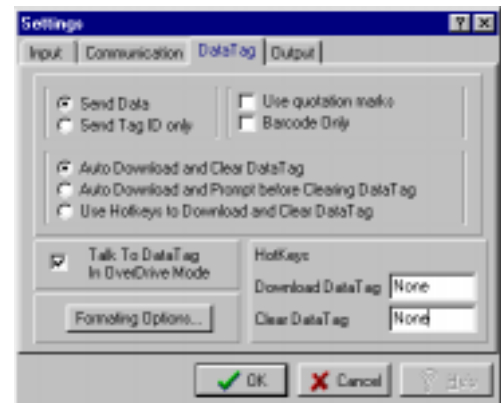 Settings
Input Communication DataTag Output
Send Data
Send Tag ID only
Use quotation marks
Barcode Only
Auto Download and Clear DataTag
Auto Download and Prompt before Clearing DataTag
Use Hotkeys to Download and Clear DataTag
Talk To DataTag
In OverDrive Mode
Formating Options...
HotKeys
Download DataTag None
Clear DataTag None
OK Cancel Help